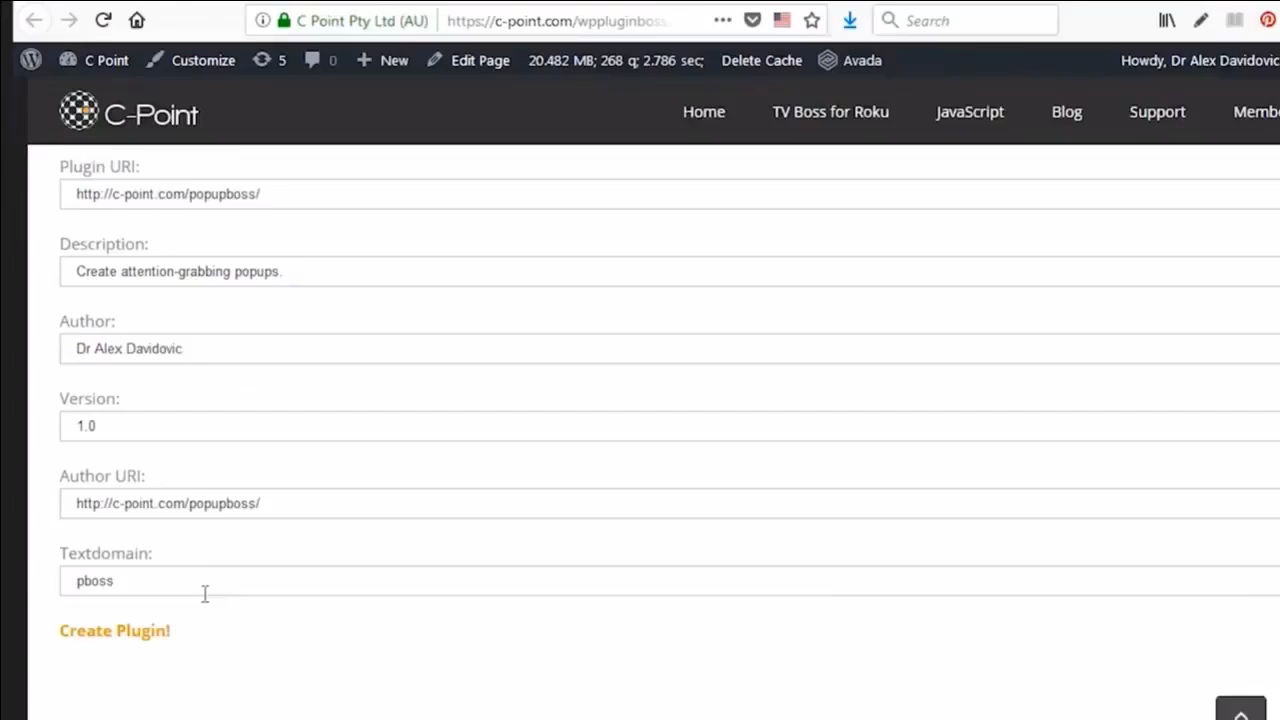 C Point Pty Ltd (AU) https://c-point.com/wppluginboss Search
C Point Customize 5 0 New Edit Page 20.482 MB; 268 q; 2.786 sec; Delete Cache Avada Howdy, Dr Alex Davidovic
C-Point Home TV Boss for Roku JavaScript Blog Support Membe
Plugin URI:
http://c-point.com/popupboss/
Description:
Create attention-grabbing popups.
Author:
Dr Alex Davidovic
Version:
1.0
Author URI:
http://c-point.com/popupboss/
Textdomain:
pboss
Create Plugin!